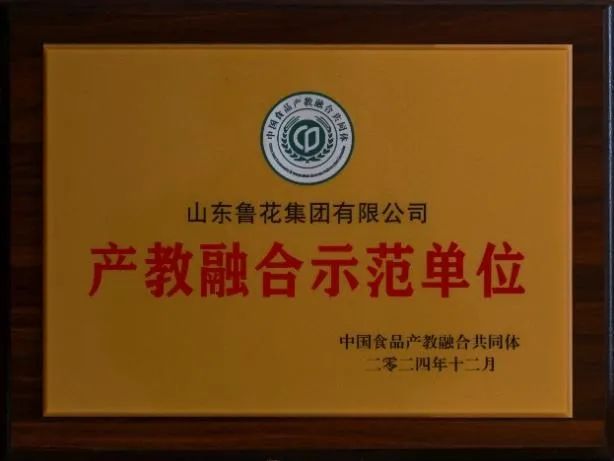 中国食品产教融合共同体
山东鲁花集团有限公司
产教融合示范单位
中国食品产教融合共同体
二零二四年十二月